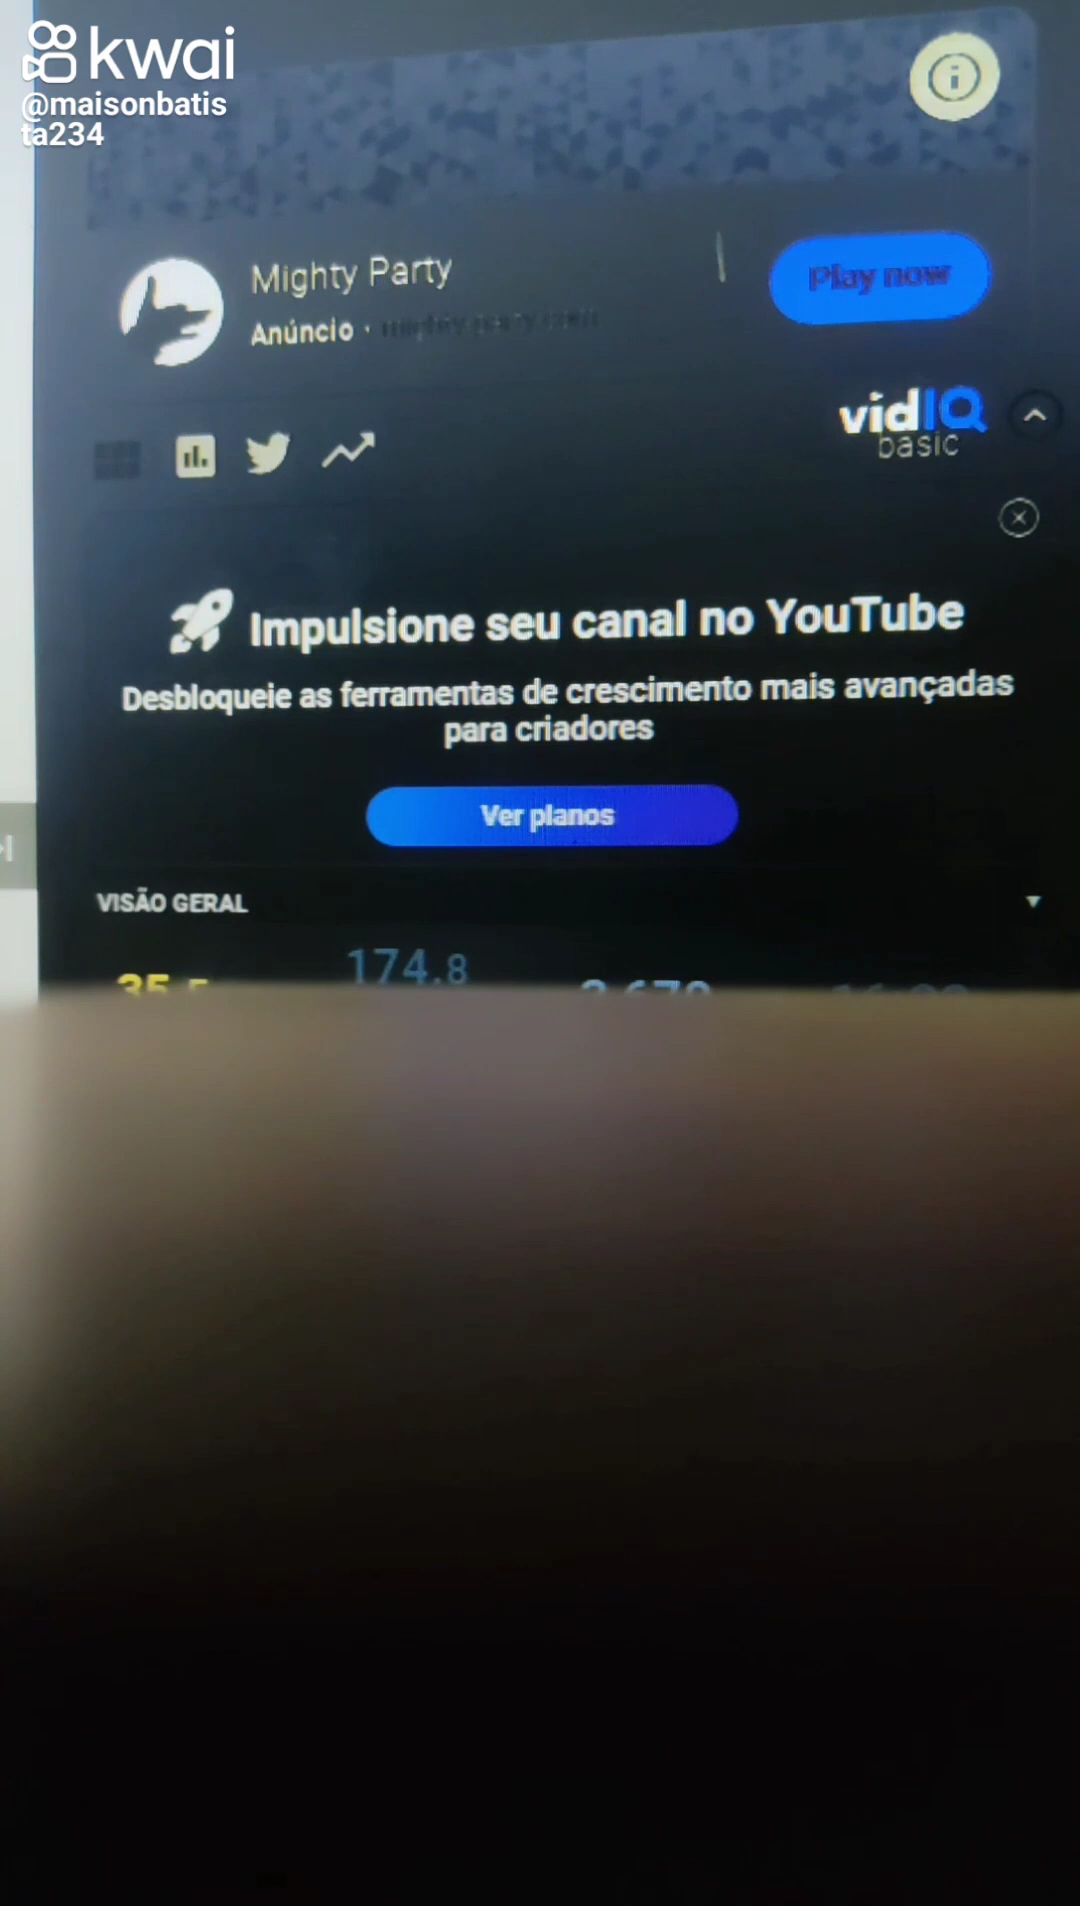 kwai
@maisonbatis
ta234
Mighty Party
Play now
Anúncio ·
vidIQ
basic
Impulsione seu canal no YouTube
Desbloqueie as ferramentas de crescimento mais avançadas
para criadores
Ver planos
VISÃO GERAL
174.8